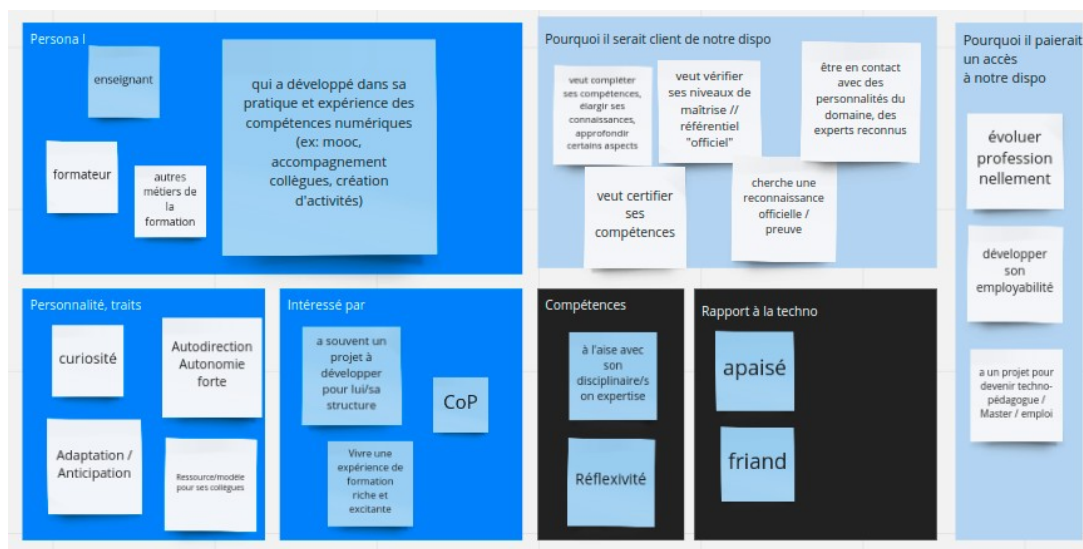 Persona I
enseignant
formateur
autres
métiers de
la
formation
qui a développé dans sa
pratique et expérience des
compétences numériques
(ex: mooc,
accompagnement
collègues, création
d'activités)
Pourquoi il serait client de notre dispo
veut compléter
ses compétences,
élargir ses
connaissances,
approfondir
certains aspects
veut vérifier
ses niveaux de
maîtrise //
référentiel
"officiel"
être en contact
avec des
personnalités du
domaine, des
experts reconnus
veut certifier
ses
compétences
cherche une
reconnaissance
officielle /
preuve
Pourquoi il paierait
un accès
à notre dispo
évoluer
profession
nellement
développer
son
employabilité
a un projet pour
devenir techno-
pédagogue /
Master / emploi
Personnalité, traits
curiosité
Autodirection
Autonomie
forte
Adaptation /
Anticipation
Ressource/modèle
pour ses collègues
Intéressé par
a souvent un
projet à
développer
pour lui/sa
structure
CoP
Vivre une
expérience de
formation
riche et
excitante
Compétences
à l'aise avec
son
disciplinaire/s
on expertise
Réflexivité
Rapport à la techno
apaisé
friand